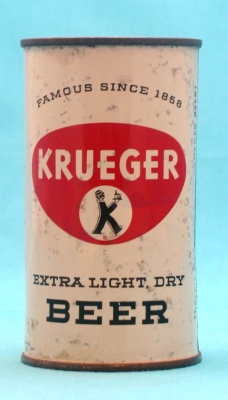 FAMOUS SINCE 1858
KRUEGER
K
EXTRA LIGHT, DRY
BEER